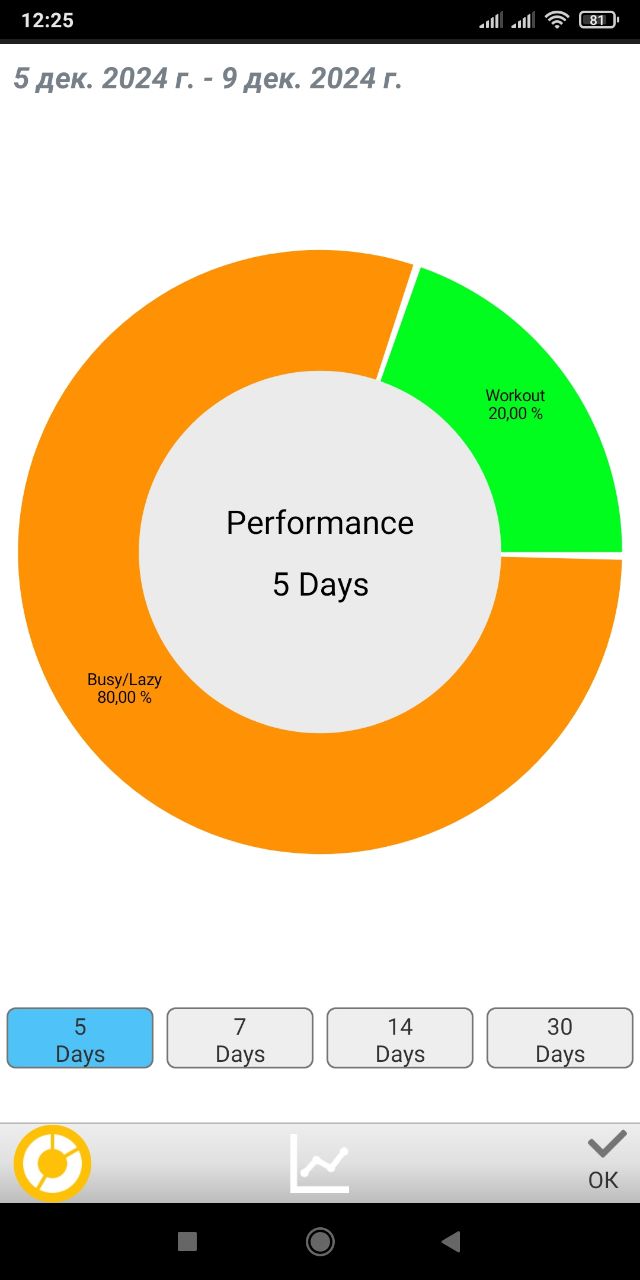 12:25
81
5 дек. 2024 г. - 9 дек. 2024 г.
Workout
20,00 %
Performance
5 Days
Busy/Lazy
80,00 %
5
Days
7
Days
14
Days
30
Days
OK